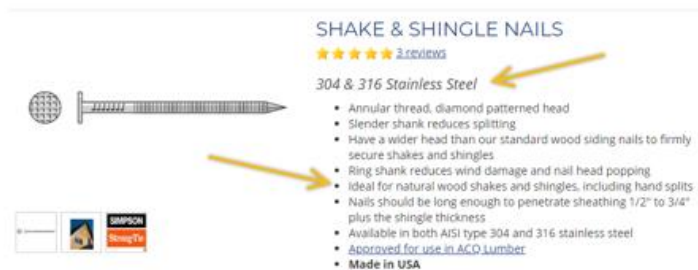 SHAKE & SHINGLE NAILS
3 reviews
304 & 316 Stainless Steel
Annular thread, diamond patterned head
Slender shank reduces splitting
Have a wider head than our standard wood siding nails to firmly
secure shakes and shingles
Ring shank reduces wind damage and nail head popping
Ideal for natural wood shakes and shingles, including hand splits
Nails should be long enough to penetrate sheathing 1/2" to 3/4"
plus the shingle thickness
Available in both AISI type 304 and 316 stainless steel
Approved for use in ACQ Lumber
Made in USA
SIMPSON
Strong-Tie